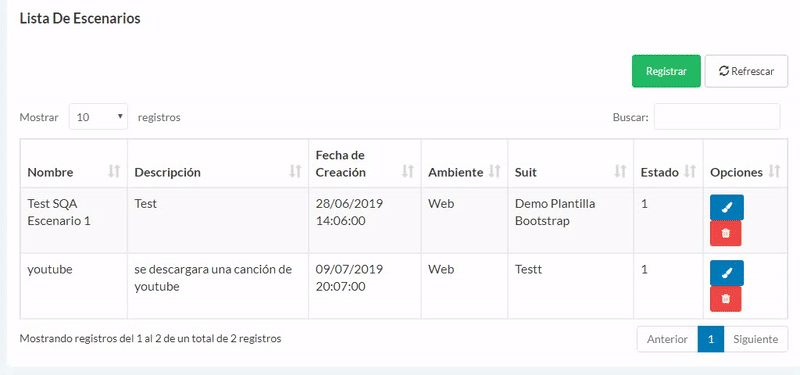 Lista De Escenarios
Registrar
Refrescar
Mostrar 10 registros
Buscar:
Nombre Descripción Fecha de Creación Ambiente Suit Estado Opciones
Test SQA Escenario 1 Test 28/06/2019 14:06:00 Web Demo Plantilla Bootstrap 1
youtube se descargara una canción de youtube 09/07/2019 20:07:00 Web Testt 1
Mostrando registros del 1 al 2 de un total de 2 registros
Anterior 1 Siguiente